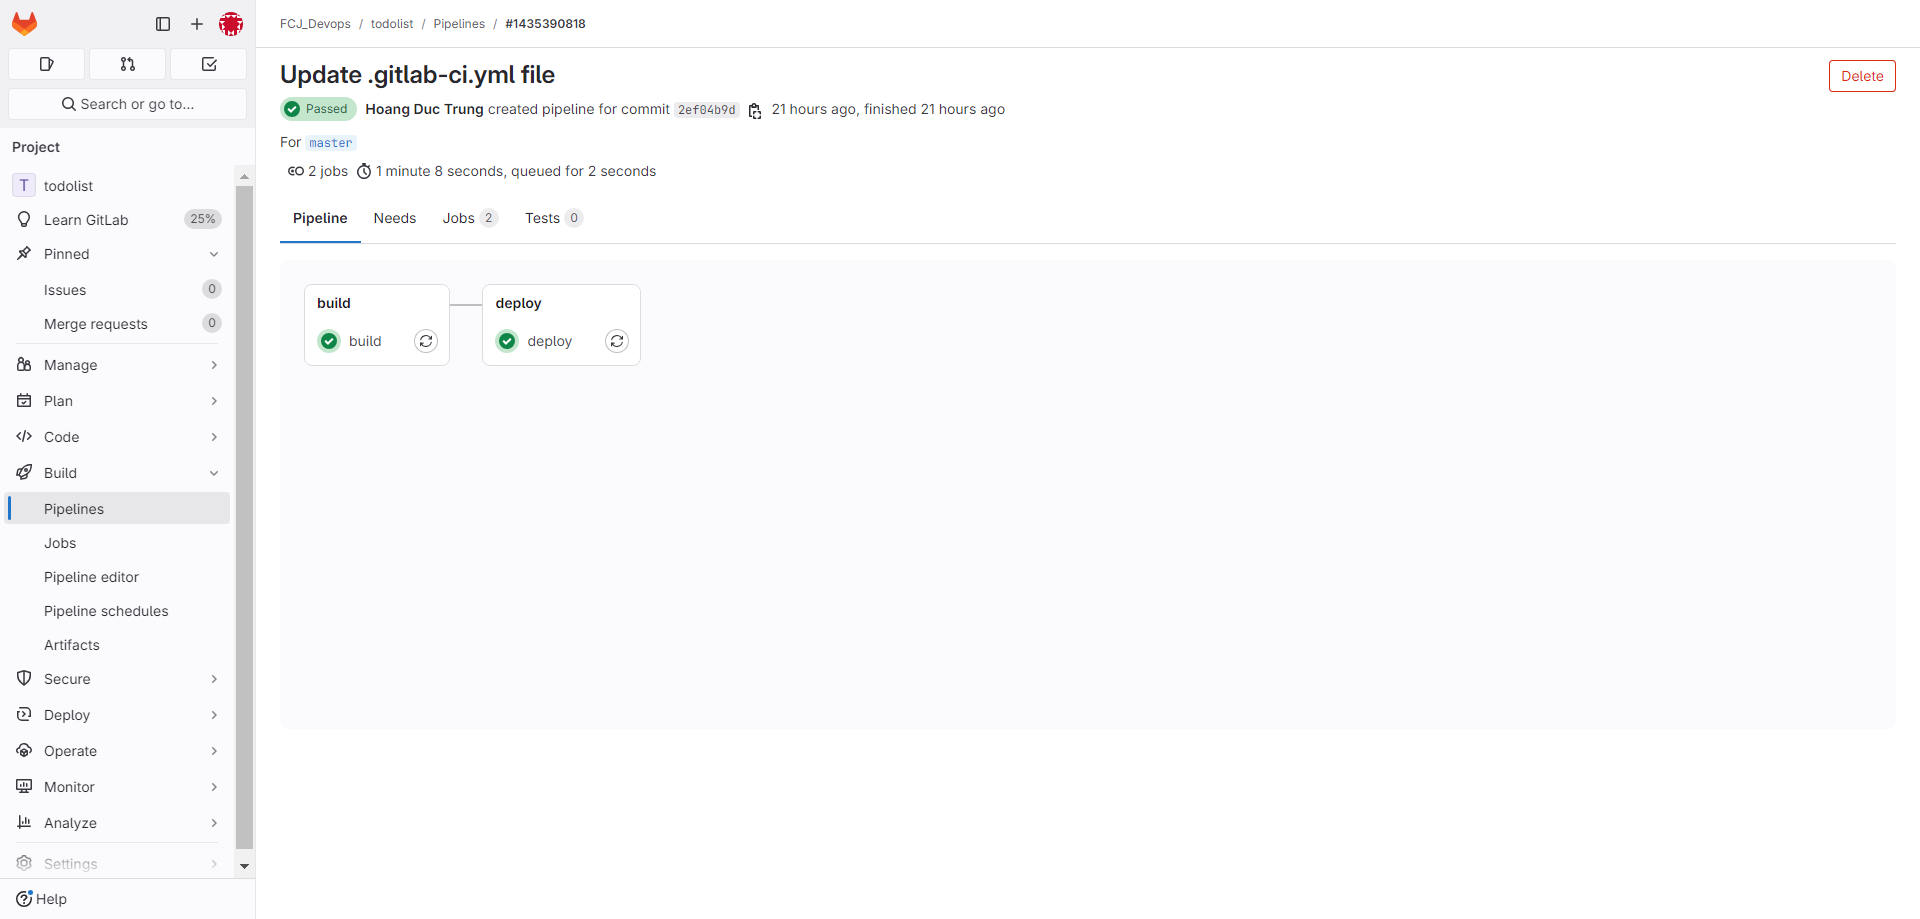 FCJ_Devops / todolist / Pipelines / #1435390818
Search or go to...
Project
T todolist
Learn GitLab 25%
Pinned
Issues 0
Merge requests 0
Manage
Plan
Code
Build
Pipelines
Jobs
Pipeline editor
Pipeline schedules
Artifacts
Secure
Deploy
Operate
Monitor
Analyze
Settings
Help
Update .gitlab-ci.yml file
Delete
Passed Hoang Duc Trung created pipeline for commit 2ef04b9d 21 hours ago, finished 21 hours ago
For master
2 jobs 1 minute 8 seconds, queued for 2 seconds
Pipeline Needs Jobs 2 Tests 0
build
build
deploy
deploy